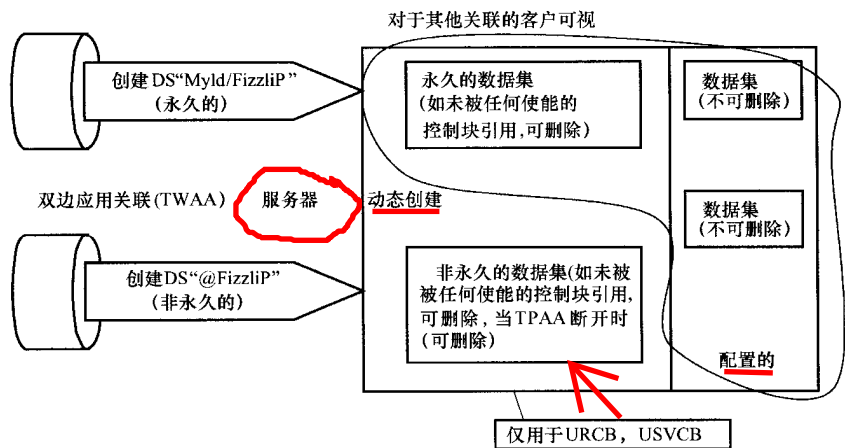 对于其他关联的客户可视
创建DS“Myld/FizzliP”
(永久的)
永久的数据集
(如未被任何使能的
控制块引用,可删除)
数据集
(不可删除)
双边应用关联(TWAA)
服务器
动态创建
数据集
(不可删除)
创建DS“@FizzliP”
(非永久的)
非永久的数据集(如未被
被任何使能的控制块引用,
可删除,当TPAA断开时
(可删除)
配置的
仅用于URCB，USVCB